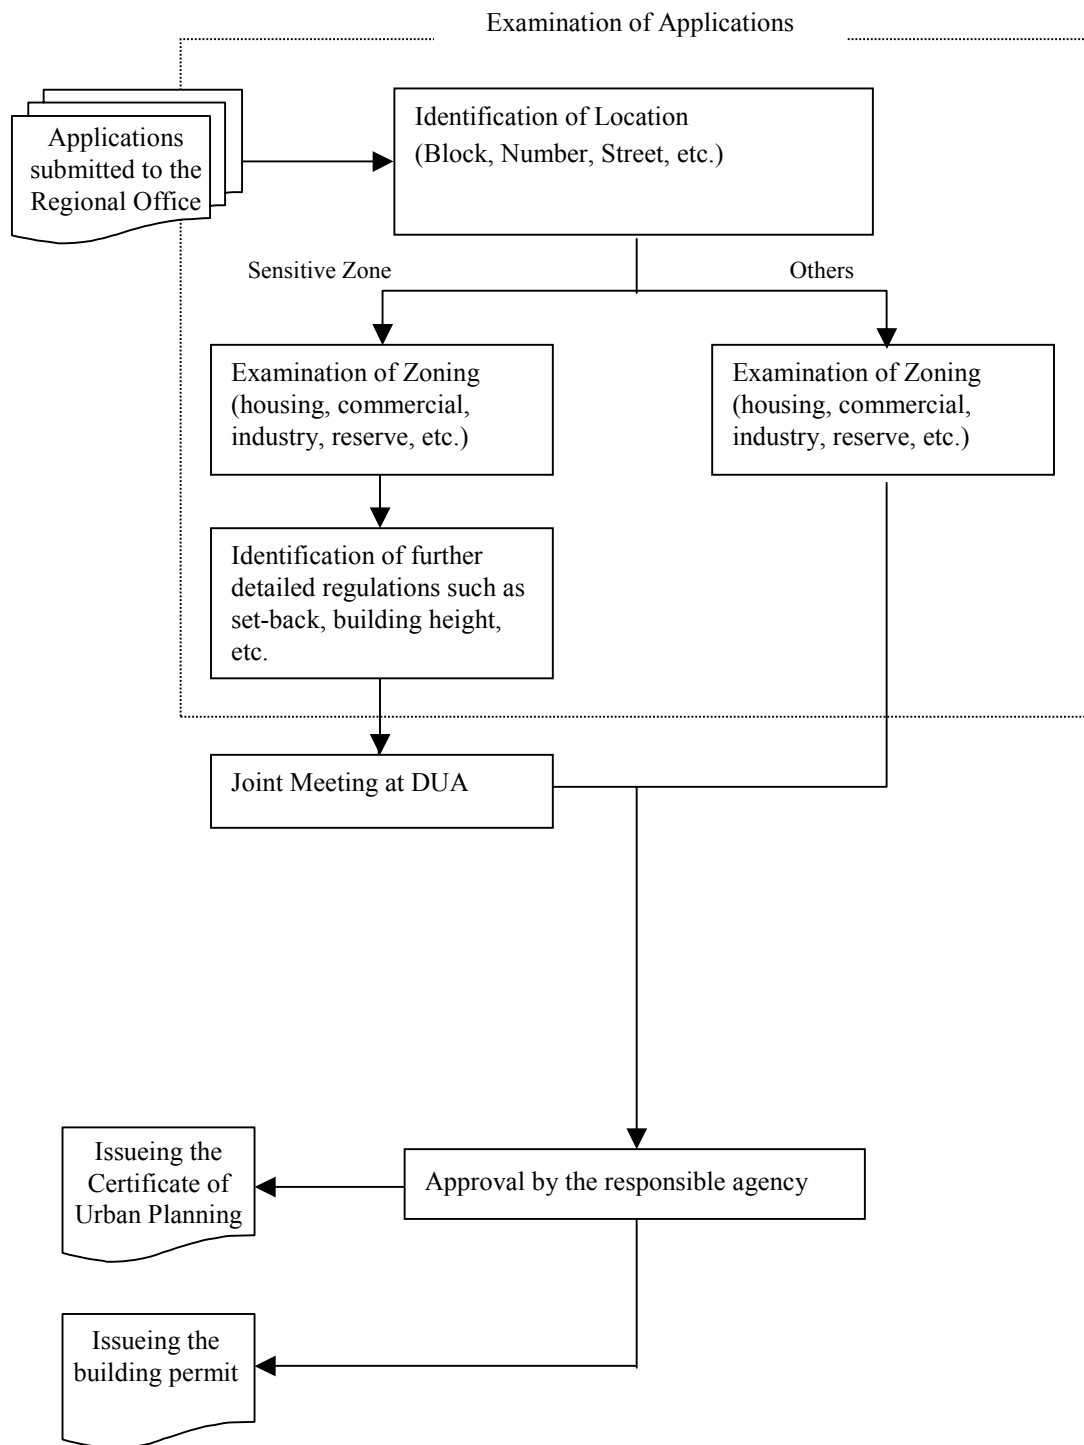 Examination of Applications
Applications
submitted to the
Regional Office
Identification of Location
(Block, Number, Street, etc.)
Sensitive Zone
Others
Examination of Zoning
(housing, commercial,
industry, reserve, etc.)
Examination of Zoning
(housing, commercial,
industry, reserve, etc.)
Identification of further
detailed regulations such as
set-back, building height,
etc.
Joint Meeting at DUA
Issueing the
Certificate of
Urban Planning
Approval by the responsible agency
Issueing the
building permit